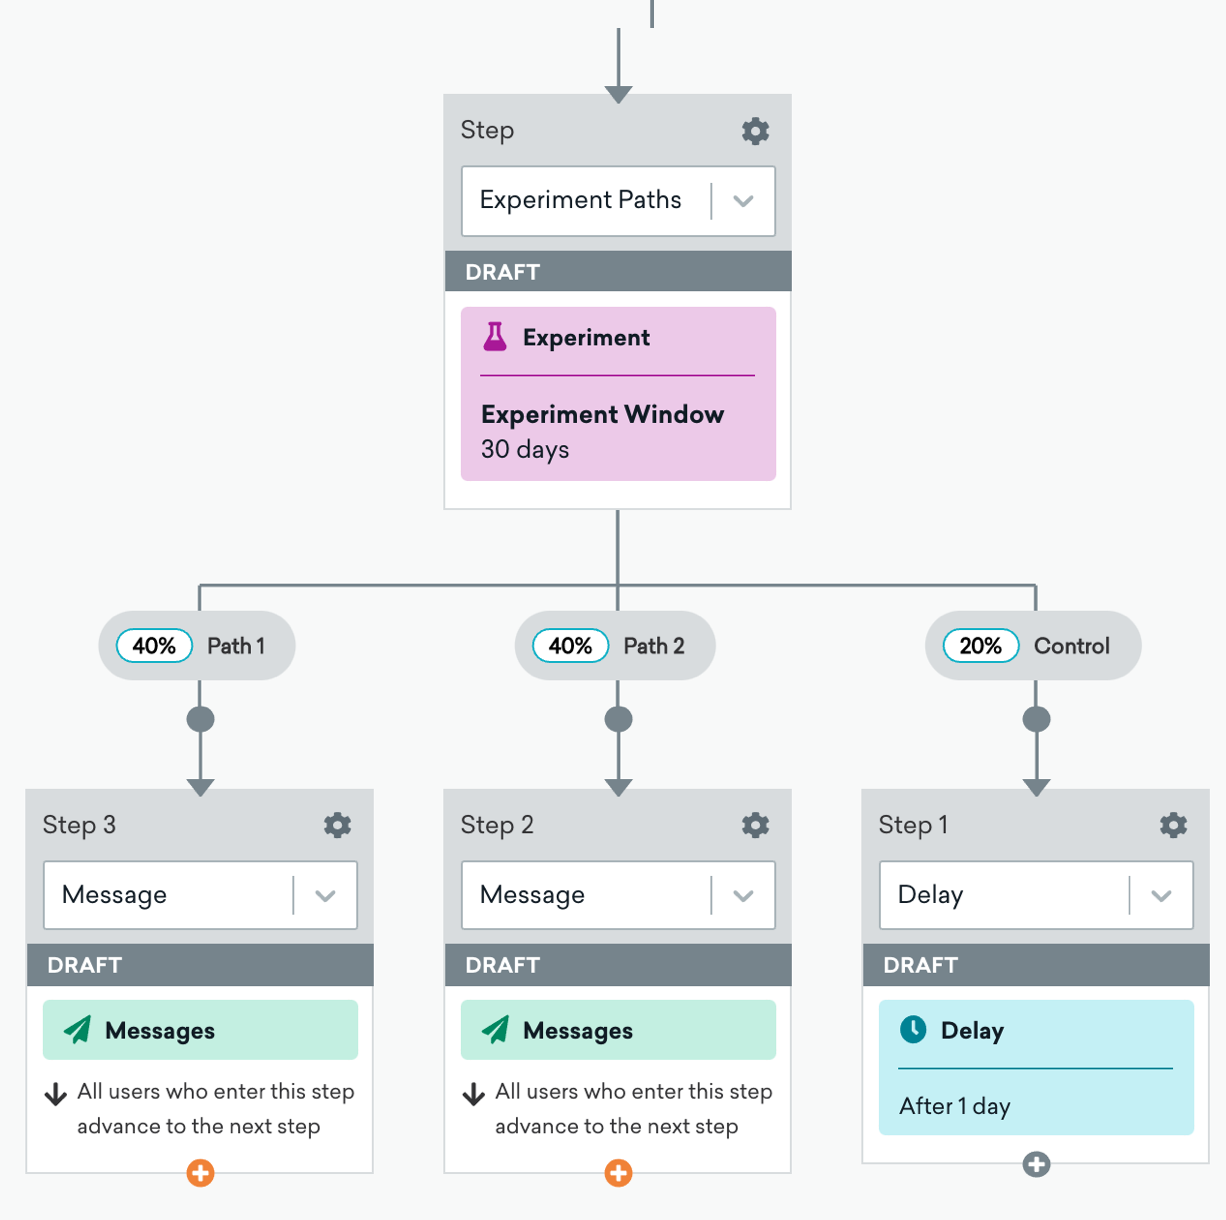 Step
Experiment Paths
DRAFT
Experiment
Experiment Window
30 days
40% Path 1
40% Path 2
20% Control
Step 3
Message
DRAFT
Messages
All users who enter this step
advance to the next step
Step 2
Message
DRAFT
Messages
All users who enter this step
advance to the next step
Step 1
Delay
DRAFT
Delay
After 1 day